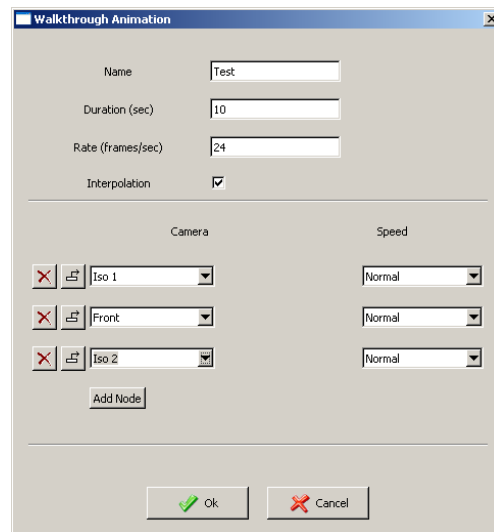 Walkthrough Animation
Name Test
Duration (sec) 10
Rate (frames/sec) 24
Interpolation
Camera Speed
Iso 1 Normal
Front Normal
Iso 2 Normal
Add Node
Ok Cancel